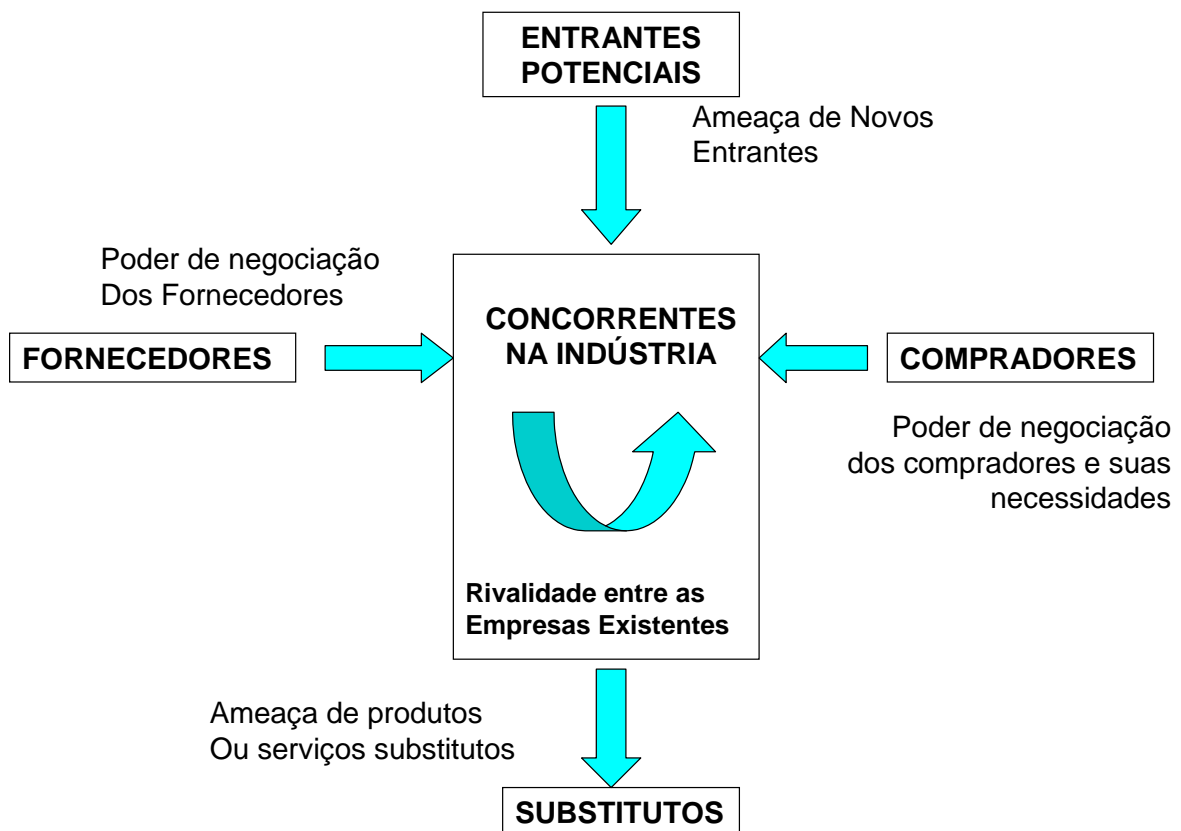 ENTRANTES
POTENCIAIS
Ameaça de Novos
Entrantes
Poder de negociação
Dos Fornecedores
FORNECEDORES
CONCORRENTES
NA INDÚSTRIA
COMPRADORES
Poder de negociação
dos compradores e suas
necessidades
Rivalidade entre as
Empresas Existentes
Ameaça de produtos
Ou serviços substitutos
SUBSTITUTOS